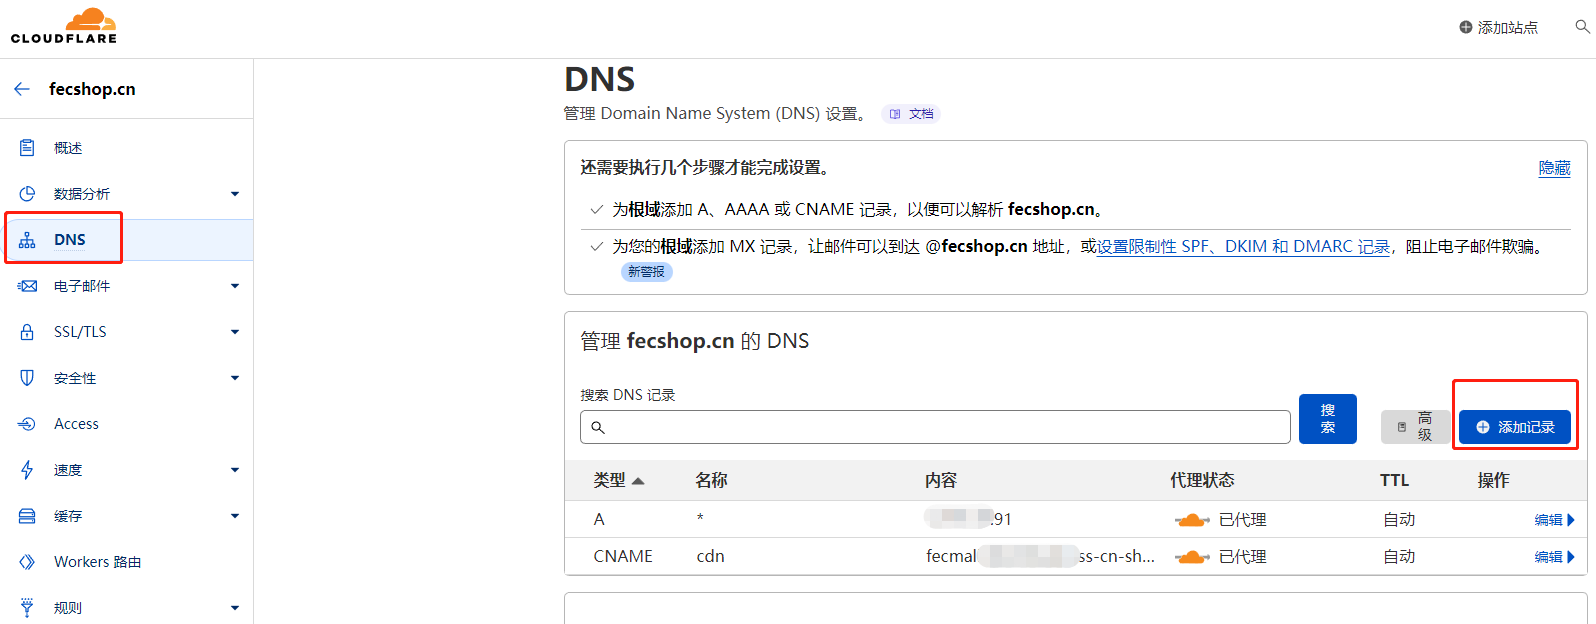 CLOUDFLARE
添加站点
fecshop.cn
概述
数据分析
DNS
电子邮件
SSL/TLS
安全性
Access
速度
缓存
Workers 路由
规则
DNS
管理 Domain Name System (DNS) 设置。 文档
还需要执行几个步骤才能完成设置。 隐藏
为根域添加 A、AAAA 或 CNAME 记录，以便可以解析 fecshop.cn。
为您的根域添加 MX 记录，让邮件可以到达 @fecshop.cn 地址，或设置限制性 SPF、DKIM 和 DMARC 记录，阻止电子邮件欺骗。
新警报
管理 fecshop.cn 的 DNS
搜索 DNS 记录
搜索
高级
添加记录
类型 名称 内容 代理状态 TTL 操作
A * .91 已代理 自动 编辑
CNAME cdn fecmal ss-cn-sh... 已代理 自动 编辑